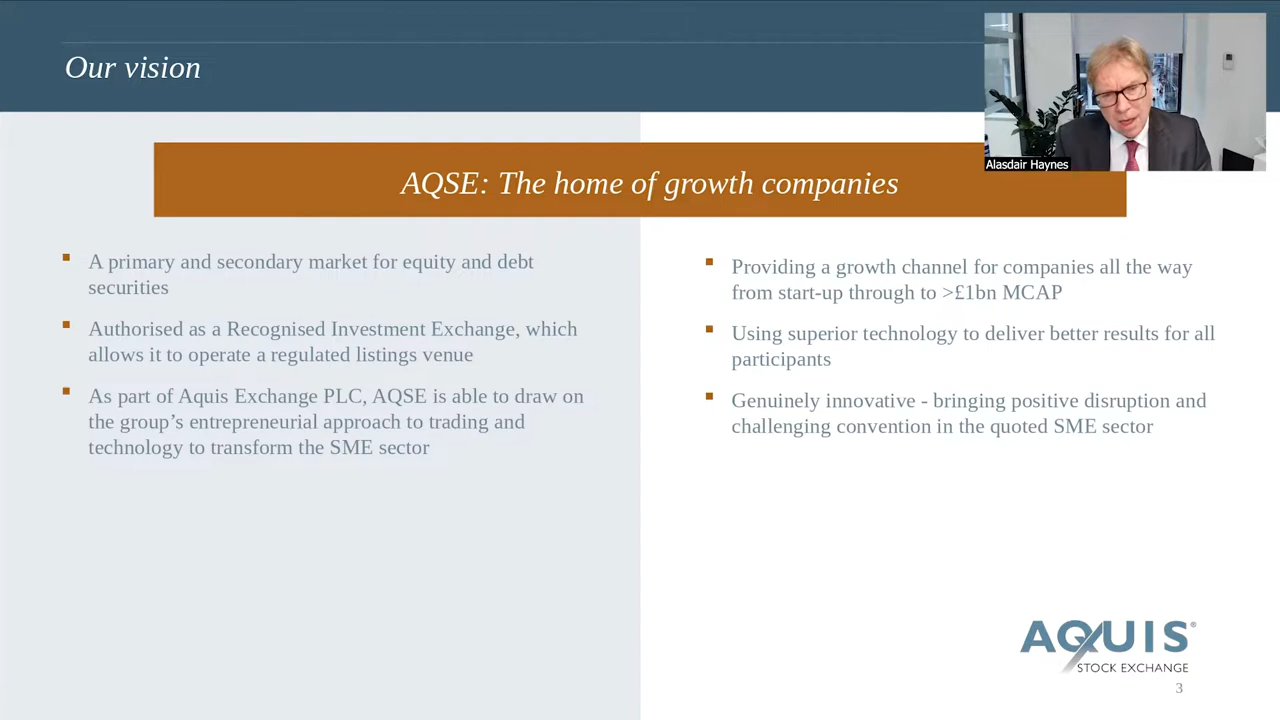 Our vision
Alasdair Haynes
AQSE: The home of growth companies
A primary and secondary market for equity and debt
securities
Authorised as a Recognised Investment Exchange, which
allows it to operate a regulated listings venue
As part of Aquis Exchange PLC, AQSE is able to draw on
the group’s entrepreneurial approach to trading and
technology to transform the SME sector
Providing a growth channel for companies all the way
from start-up through to >£1bn MCAP
Using superior technology to deliver better results for all
participants
Genuinely innovative - bringing positive disruption and
challenging convention in the quoted SME sector
AQUIS®
STOCK EXCHANGE
3